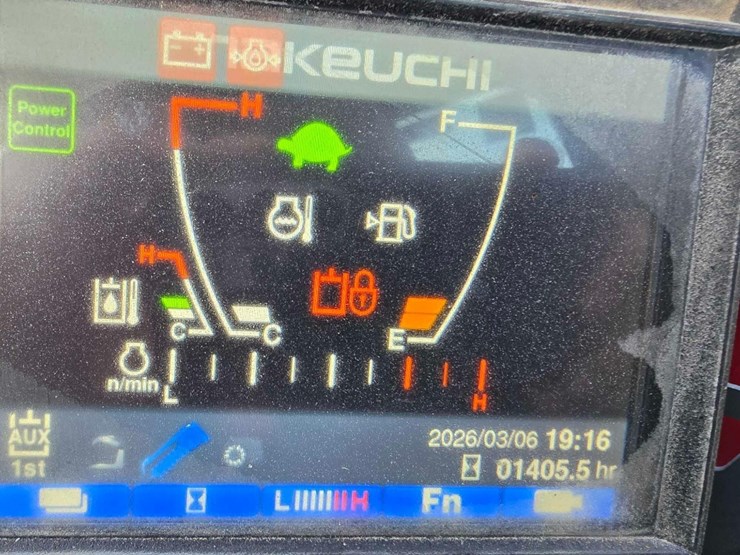 KEUCHI
Power
Control
H
F
H
C
C
E
n/min
L
H
AUX
1st
2026/03/06 19:16
01405.5 hr
L H
Fn